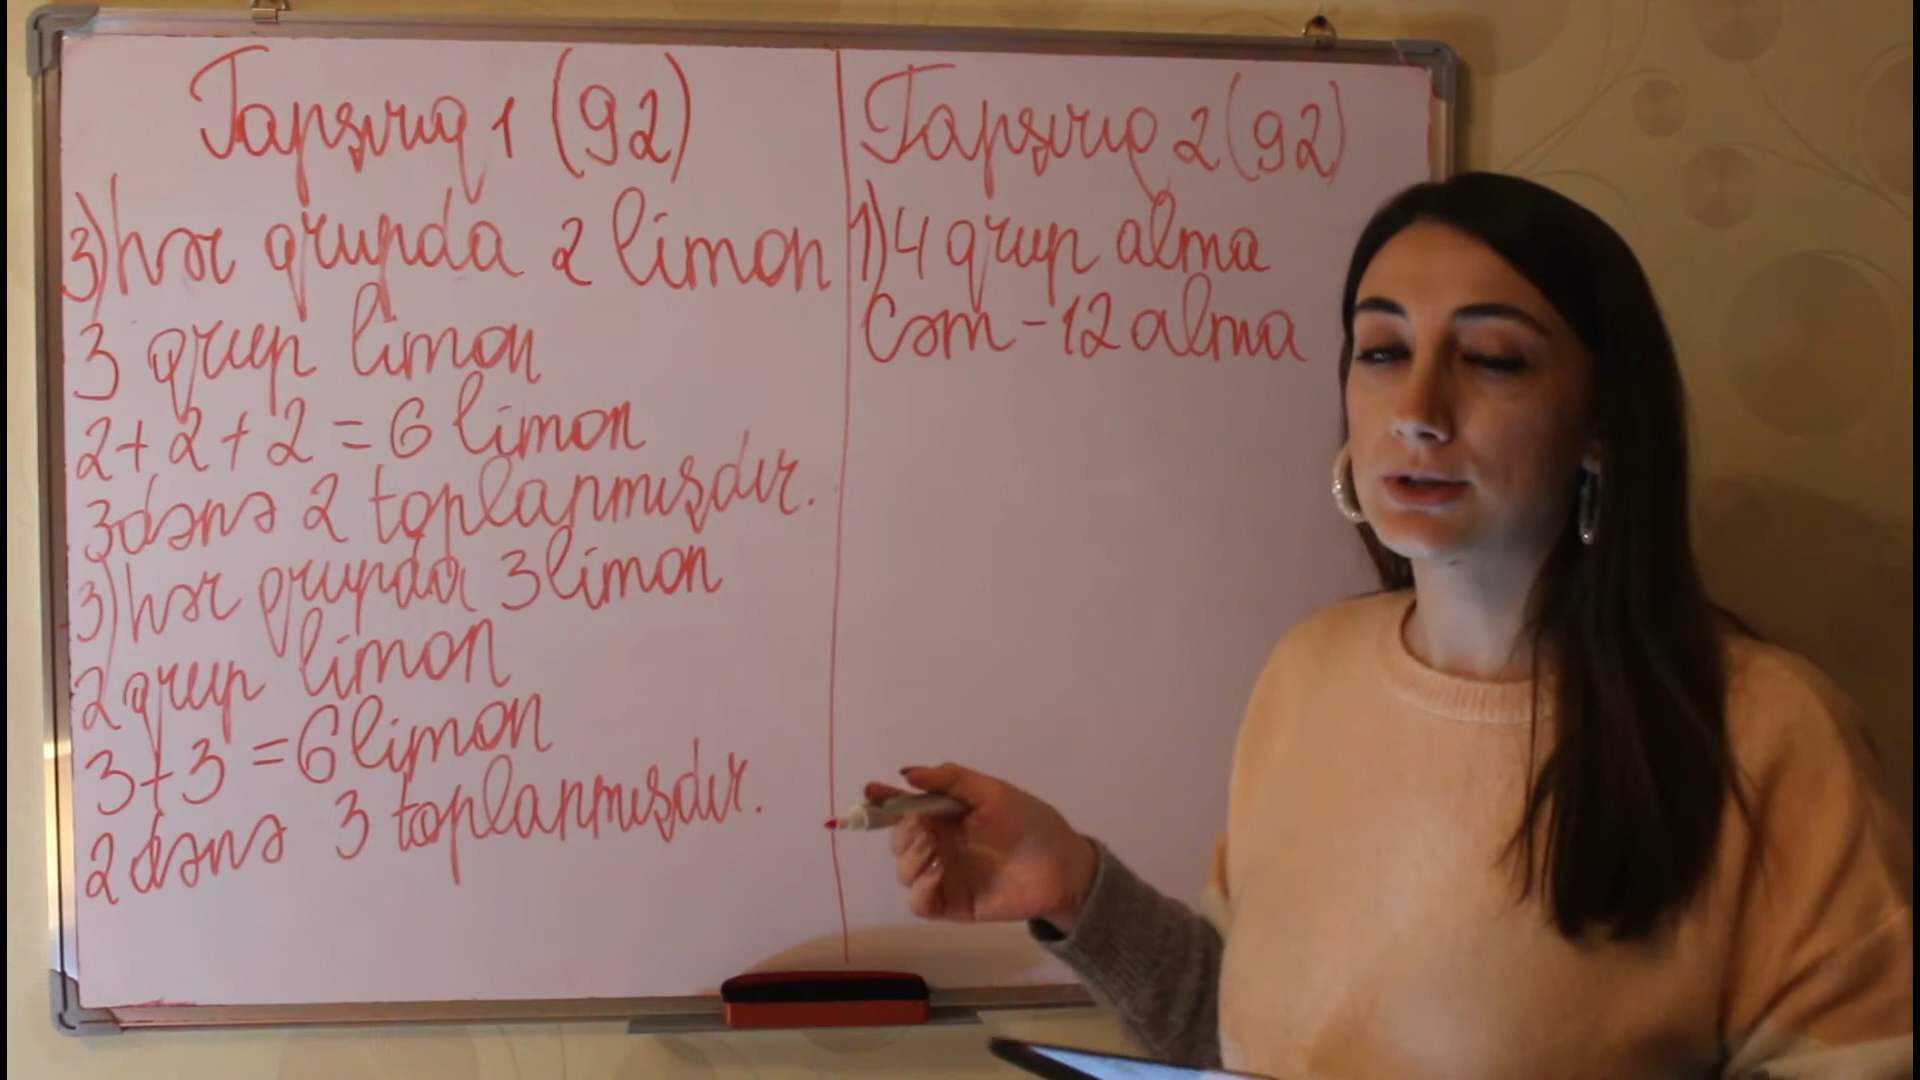 Tapşırıq 1 (92)
3) hər qrupda 2 limon
3 qrup limon
2+2+2=6 limon
3 dənə 2 toplanmışdır.
3) hər qrupda 3 limon
2 qrup limon
3+3=6 limon
2 dənə 3 toplanmışdır.
Tapşırıq 2 (92)
1) 4 qrup alma
Cəm - 12 alma